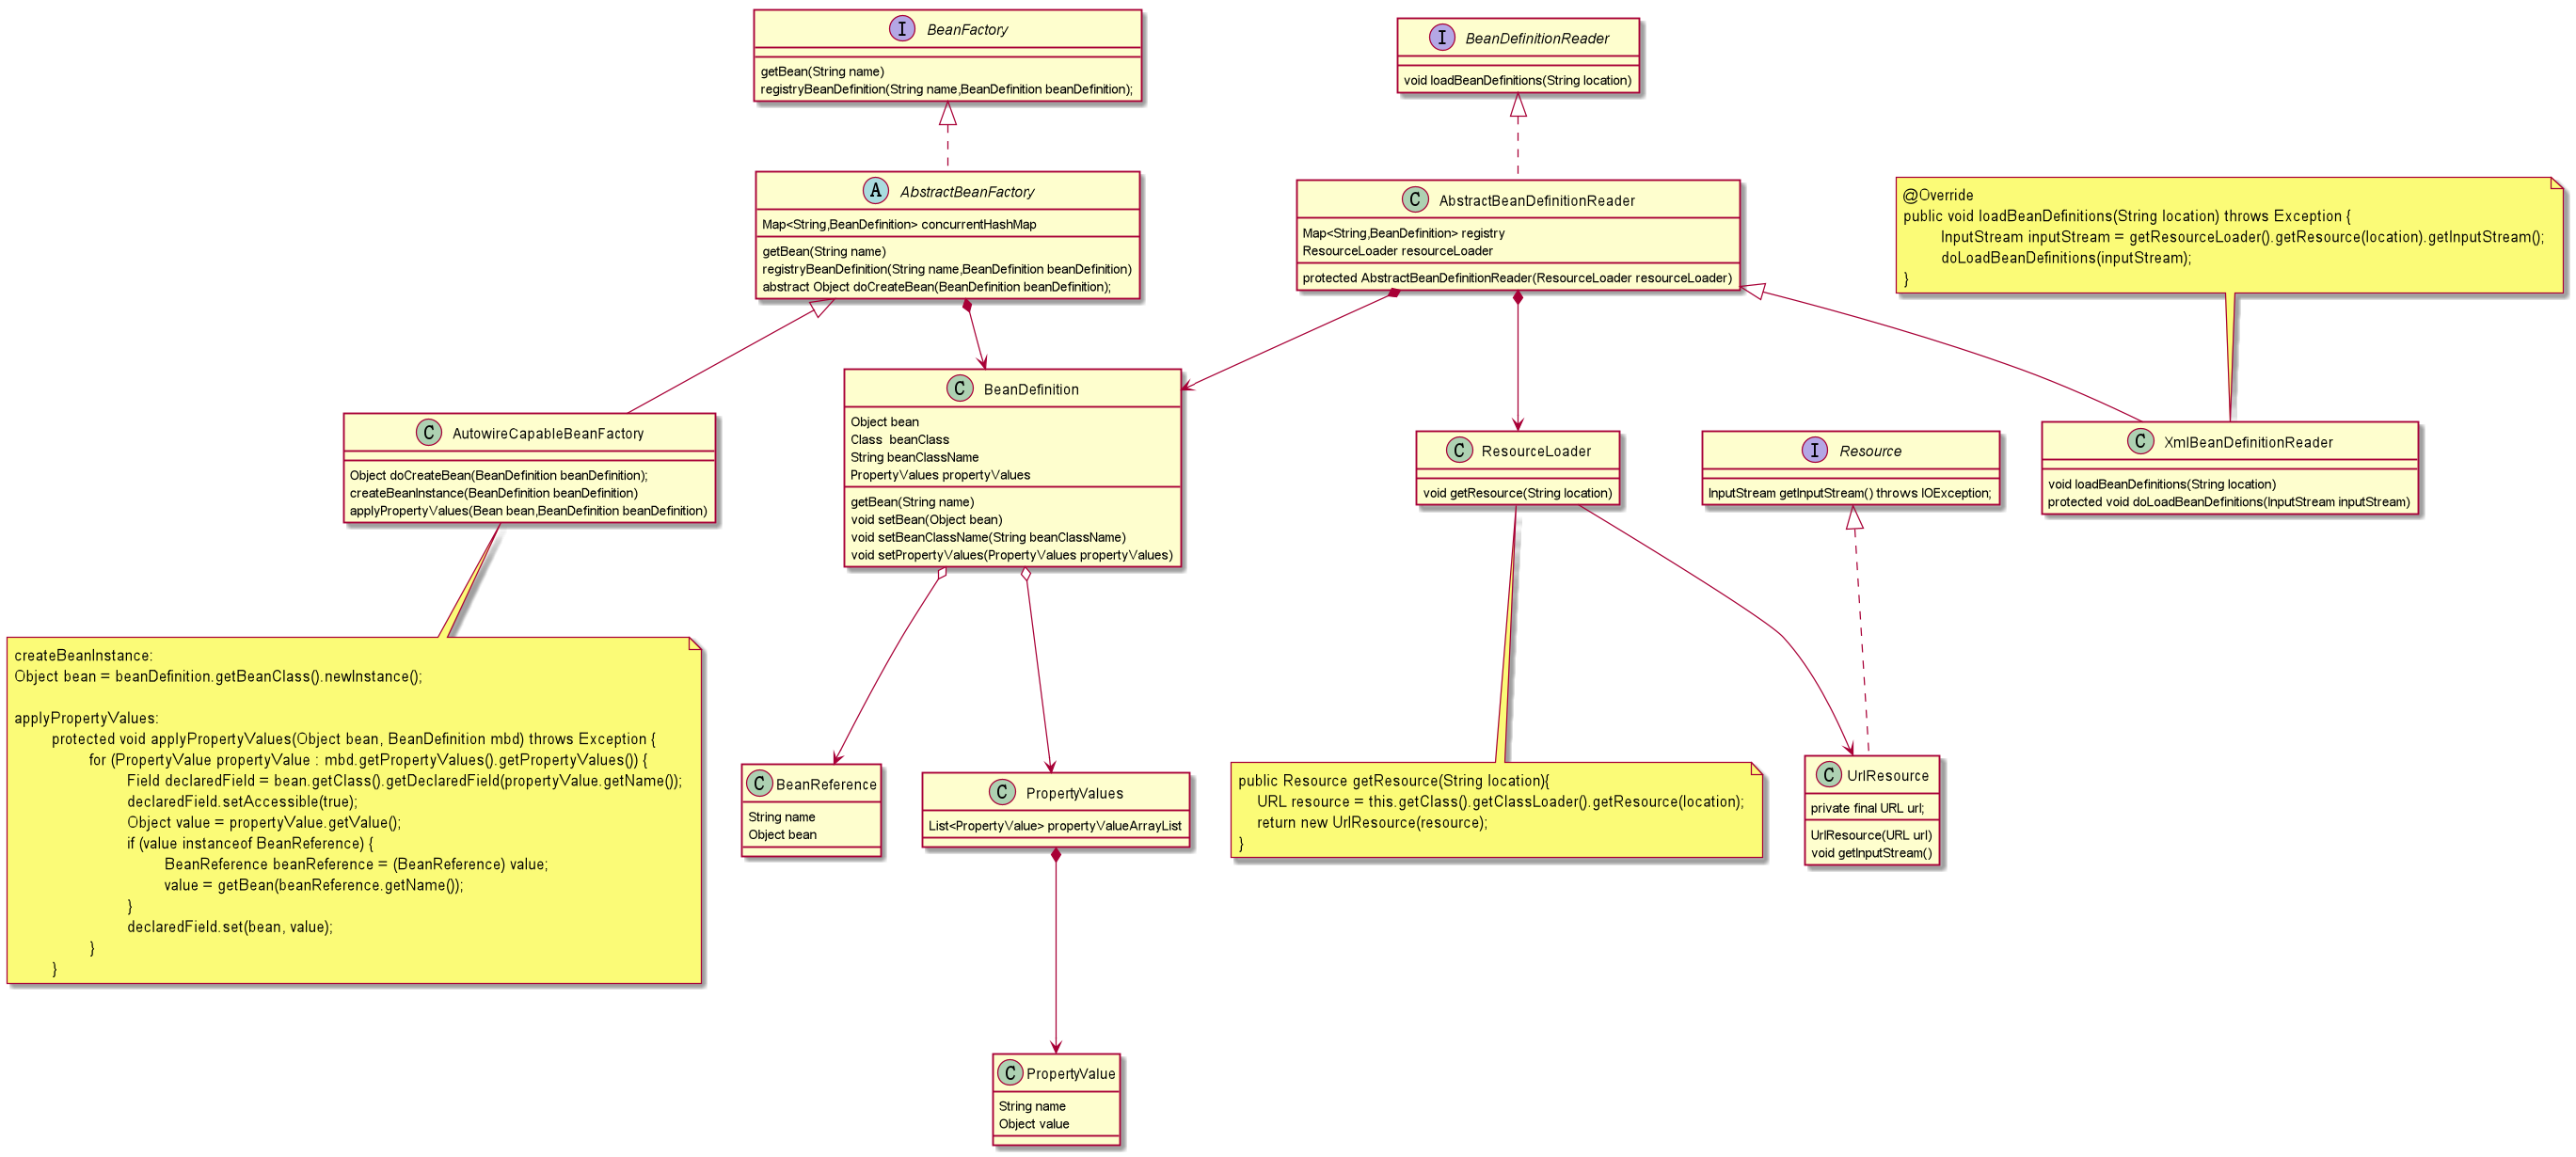 I BeanFactory
getBean(String name)
registryBeanDefinition(String name,BeanDefinition beanDefinition);
I BeanDefinitionReader
void loadBeanDefinitions(String location)
A AbstractBeanFactory
Map<String,BeanDefinition> concurrentHashMap
getBean(String name)
registryBeanDefinition(String name,BeanDefinition beanDefinition)
abstract Object doCreateBean(BeanDefinition beanDefinition);
C AbstractBeanDefinitionReader
Map<String,BeanDefinition> registry
ResourceLoader resourceLoader
protected AbstractBeanDefinitionReader(ResourceLoader resourceLoader)
@Override
public void loadBeanDefinitions(String location) throws Exception {
InputStream inputStream = getResourceLoader().getResource(location).getInputStream();
doLoadBeanDefinitions(inputStream);
}
C AutowireCapableBeanFactory
Object doCreateBean(BeanDefinition beanDefinition);
createBeanInstance(BeanDefinition beanDefinition)
applyPropertyValues(Bean bean,BeanDefinition beanDefinition)
C BeanDefinition
Object bean
Class  beanClass
String beanClassName
PropertyValues propertyValues
getBean(String name)
void setBean(Object bean)
void setBeanClassName(String beanClassName)
void setPropertyValues(PropertyValues propertyValues)
C ResourceLoader
void getResource(String location)
I Resource
InputStream getInputStream() throws IOException;
C XmlBeanDefinitionReader
void loadBeanDefinitions(String location)
protected void doLoadBeanDefinitions(InputStream inputStream)
createBeanInstance:
Object bean = beanDefinition.getBeanClass().newInstance();
applyPropertyValues:
protected void applyPropertyValues(Object bean, BeanDefinition mbd) throws Exception {
for (PropertyValue propertyValue : mbd.getPropertyValues().getPropertyValues()) {
Field declaredField = bean.getClass().getDeclaredField(propertyValue.getName());
declaredField.setAccessible(true);
Object value = propertyValue.getValue();
if (value instanceof BeanReference) {
BeanReference beanReference = (BeanReference) value;
value = getBean(beanReference.getName());
}
declaredField.set(bean, value);
}
}
C BeanReference
String name
Object bean
C PropertyValues
List<PropertyValue> propertyValueArrayList
public Resource getResource(String location){
URL resource = this.getClass().getClassLoader().getResource(location);
return new UrlResource(resource);
}
C UrlResource
private final URL url;
UrlResource(URL url)
void getInputStream()
C PropertyValue
String name
Object value